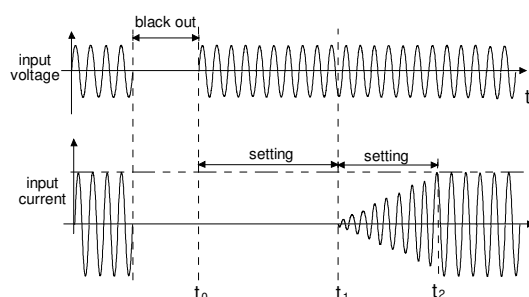 black out
input
voltage
t
setting
setting
input
current
t0
t1
t2